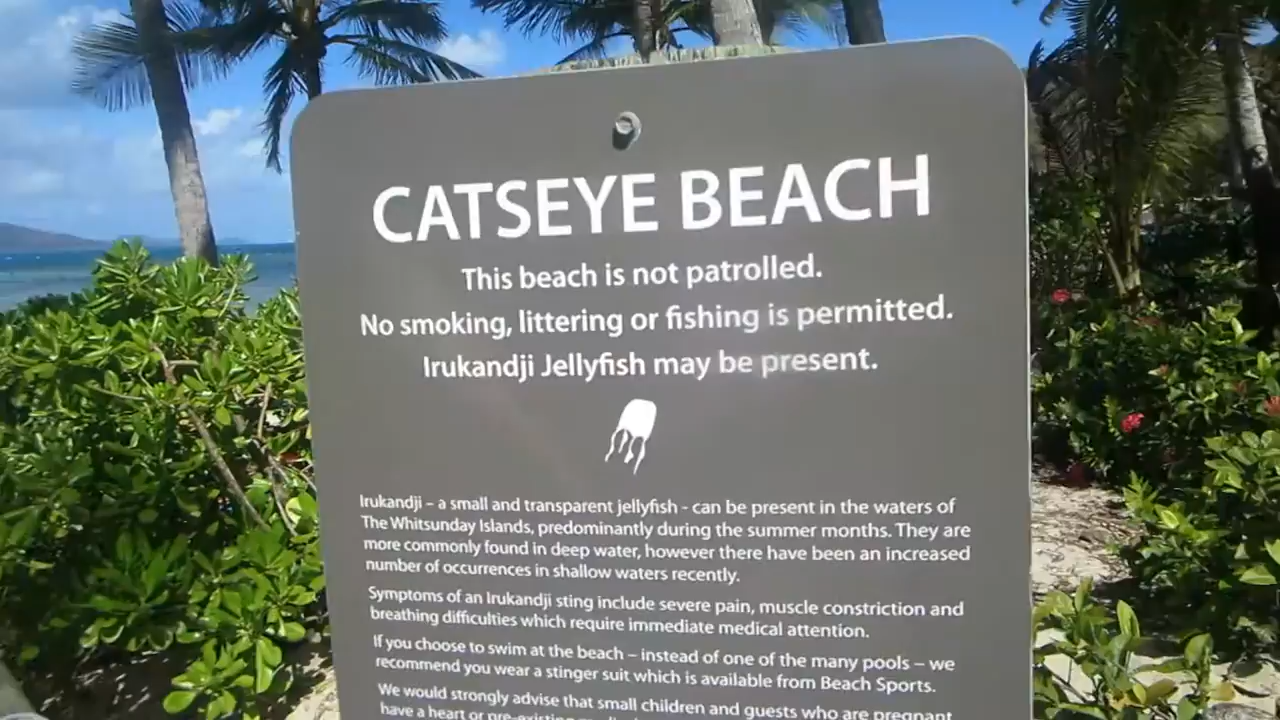 CATSEYE BEACH
This beach is not patrolled.
No smoking, littering or fishing is permitted.
Irukandji Jellyfish may be present.
Irukandji – a small and transparent jellyfish - can be present in the waters of
The Whitsunday Islands, predominantly during the summer months. They are
more commonly found in deep water, however there have been an increased
number of occurrences in shallow waters recently.
Symptoms of an Irukandji sting include severe pain, muscle constriction and
breathing difficulties which require immediate medical attention.
If you choose to swim at the beach – instead of one of the many pools – we
recommend you wear a stinger suit which is available from Beach Sports.
We would strongly advise that small children and guests who are pregnant
have a heart or pre-existing